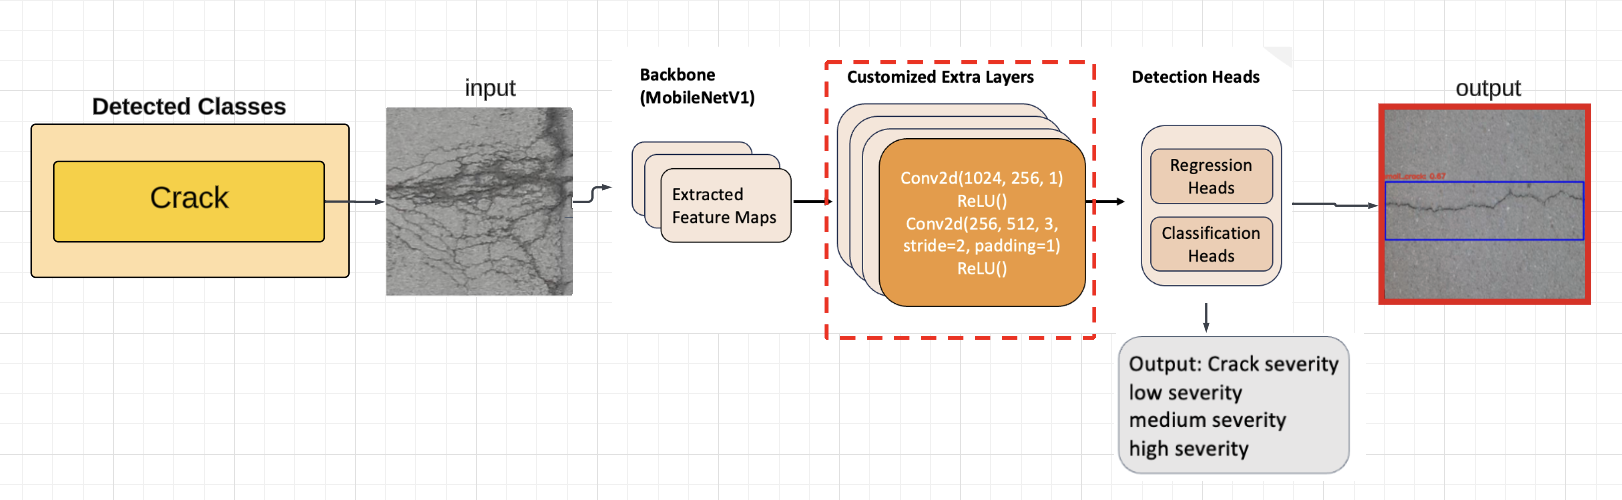 Detected Classes
Crack
input
Backbone
(MobileNetV1)
Extracted
Feature Maps
Customized Extra Layers
Conv2d(1024, 256, 1)
ReLU()
Conv2d(256, 512, 3,
stride=2, padding=1)
ReLU()
Detection Heads
Regression
Heads
Classification
Heads
Output: Crack severity
low severity
medium severity
high severity
output
0.67